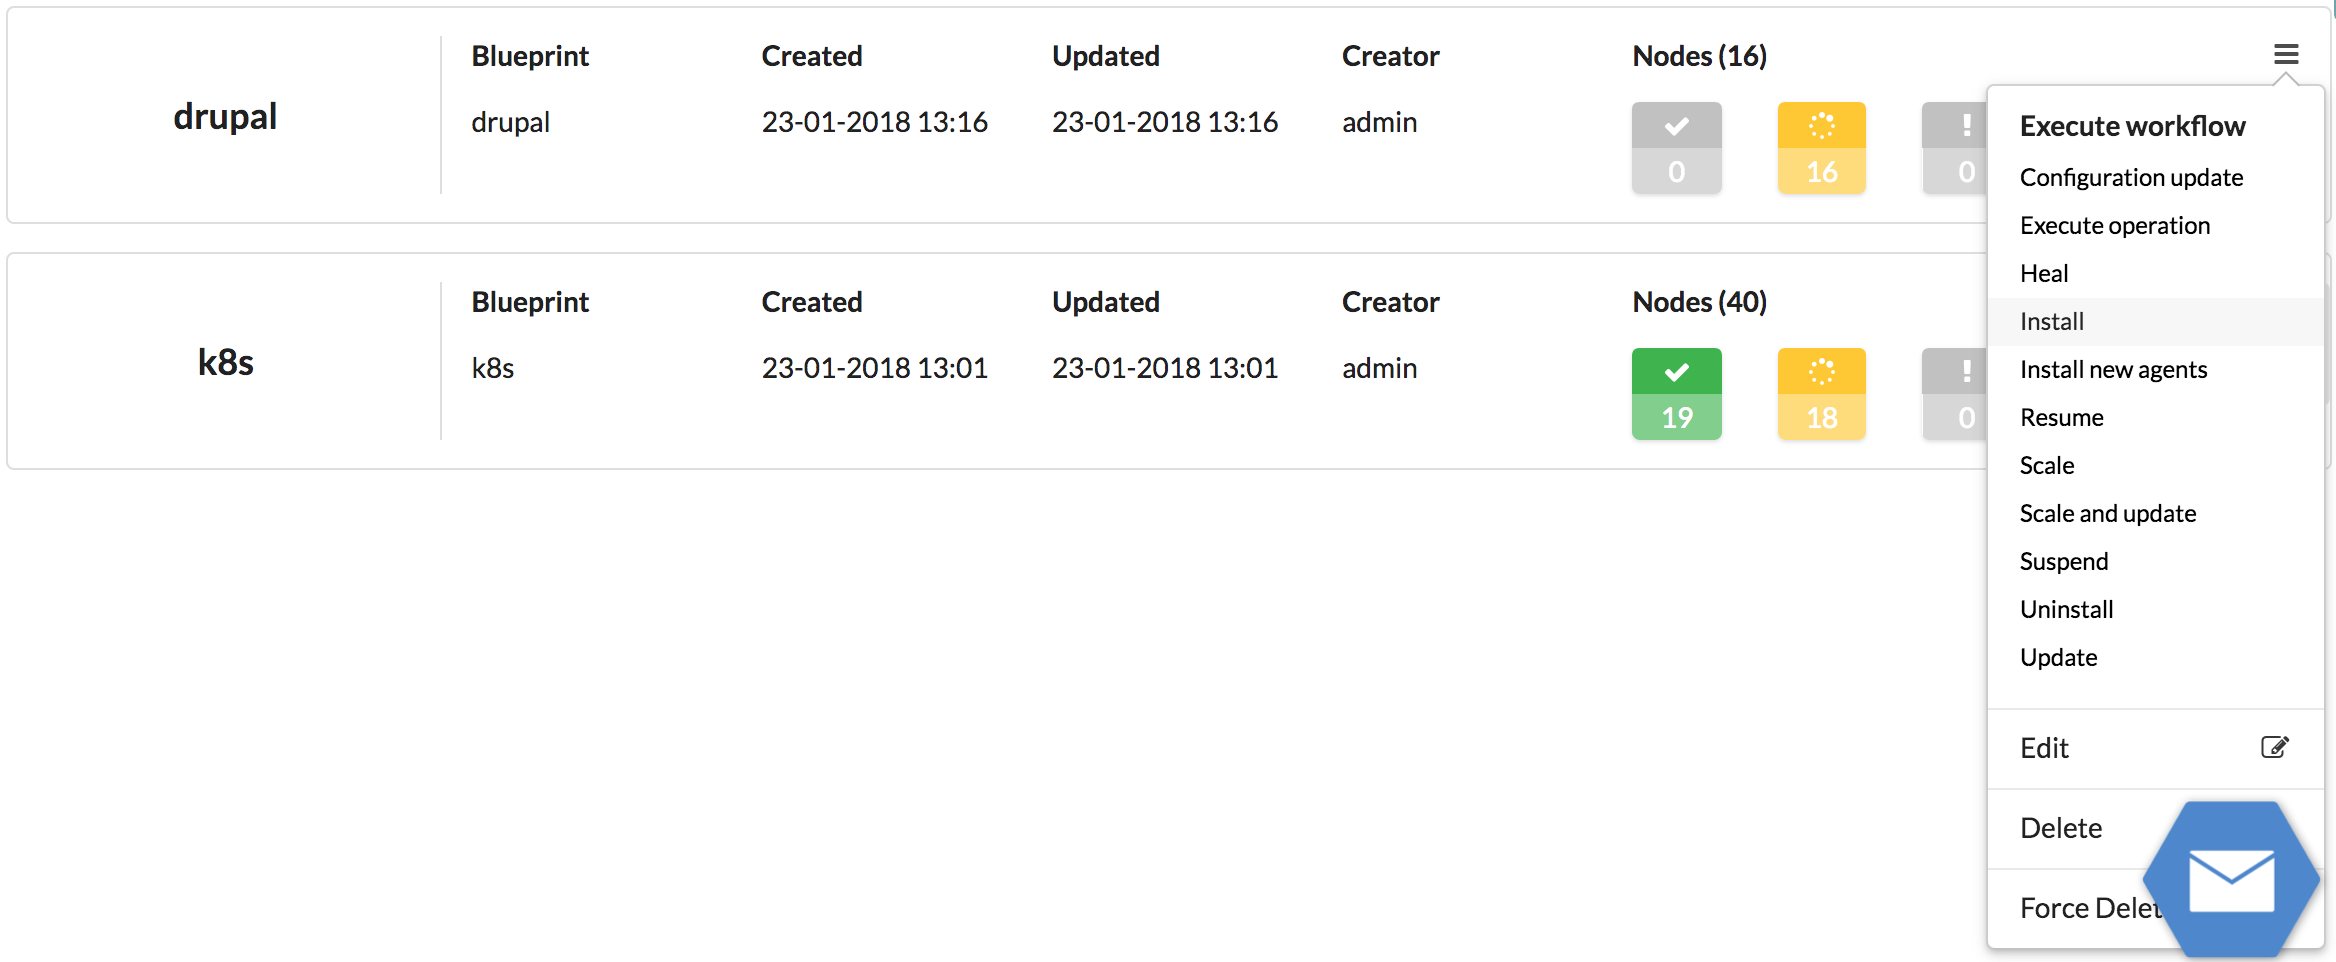 drupal
Blueprint Created Updated Creator Nodes (16)
drupal 23-01-2018 13:16 23-01-2018 13:16 admin
0 16 ! 0
k8s
Blueprint Created Updated Creator Nodes (40)
k8s 23-01-2018 13:01 23-01-2018 13:01 admin
19 18 ! 0
Execute workflow
Configuration update
Execute operation
Heal
Install
Install new agents
Resume
Scale
Scale and update
Suspend
Uninstall
Update
Edit
Delete
Force Delet